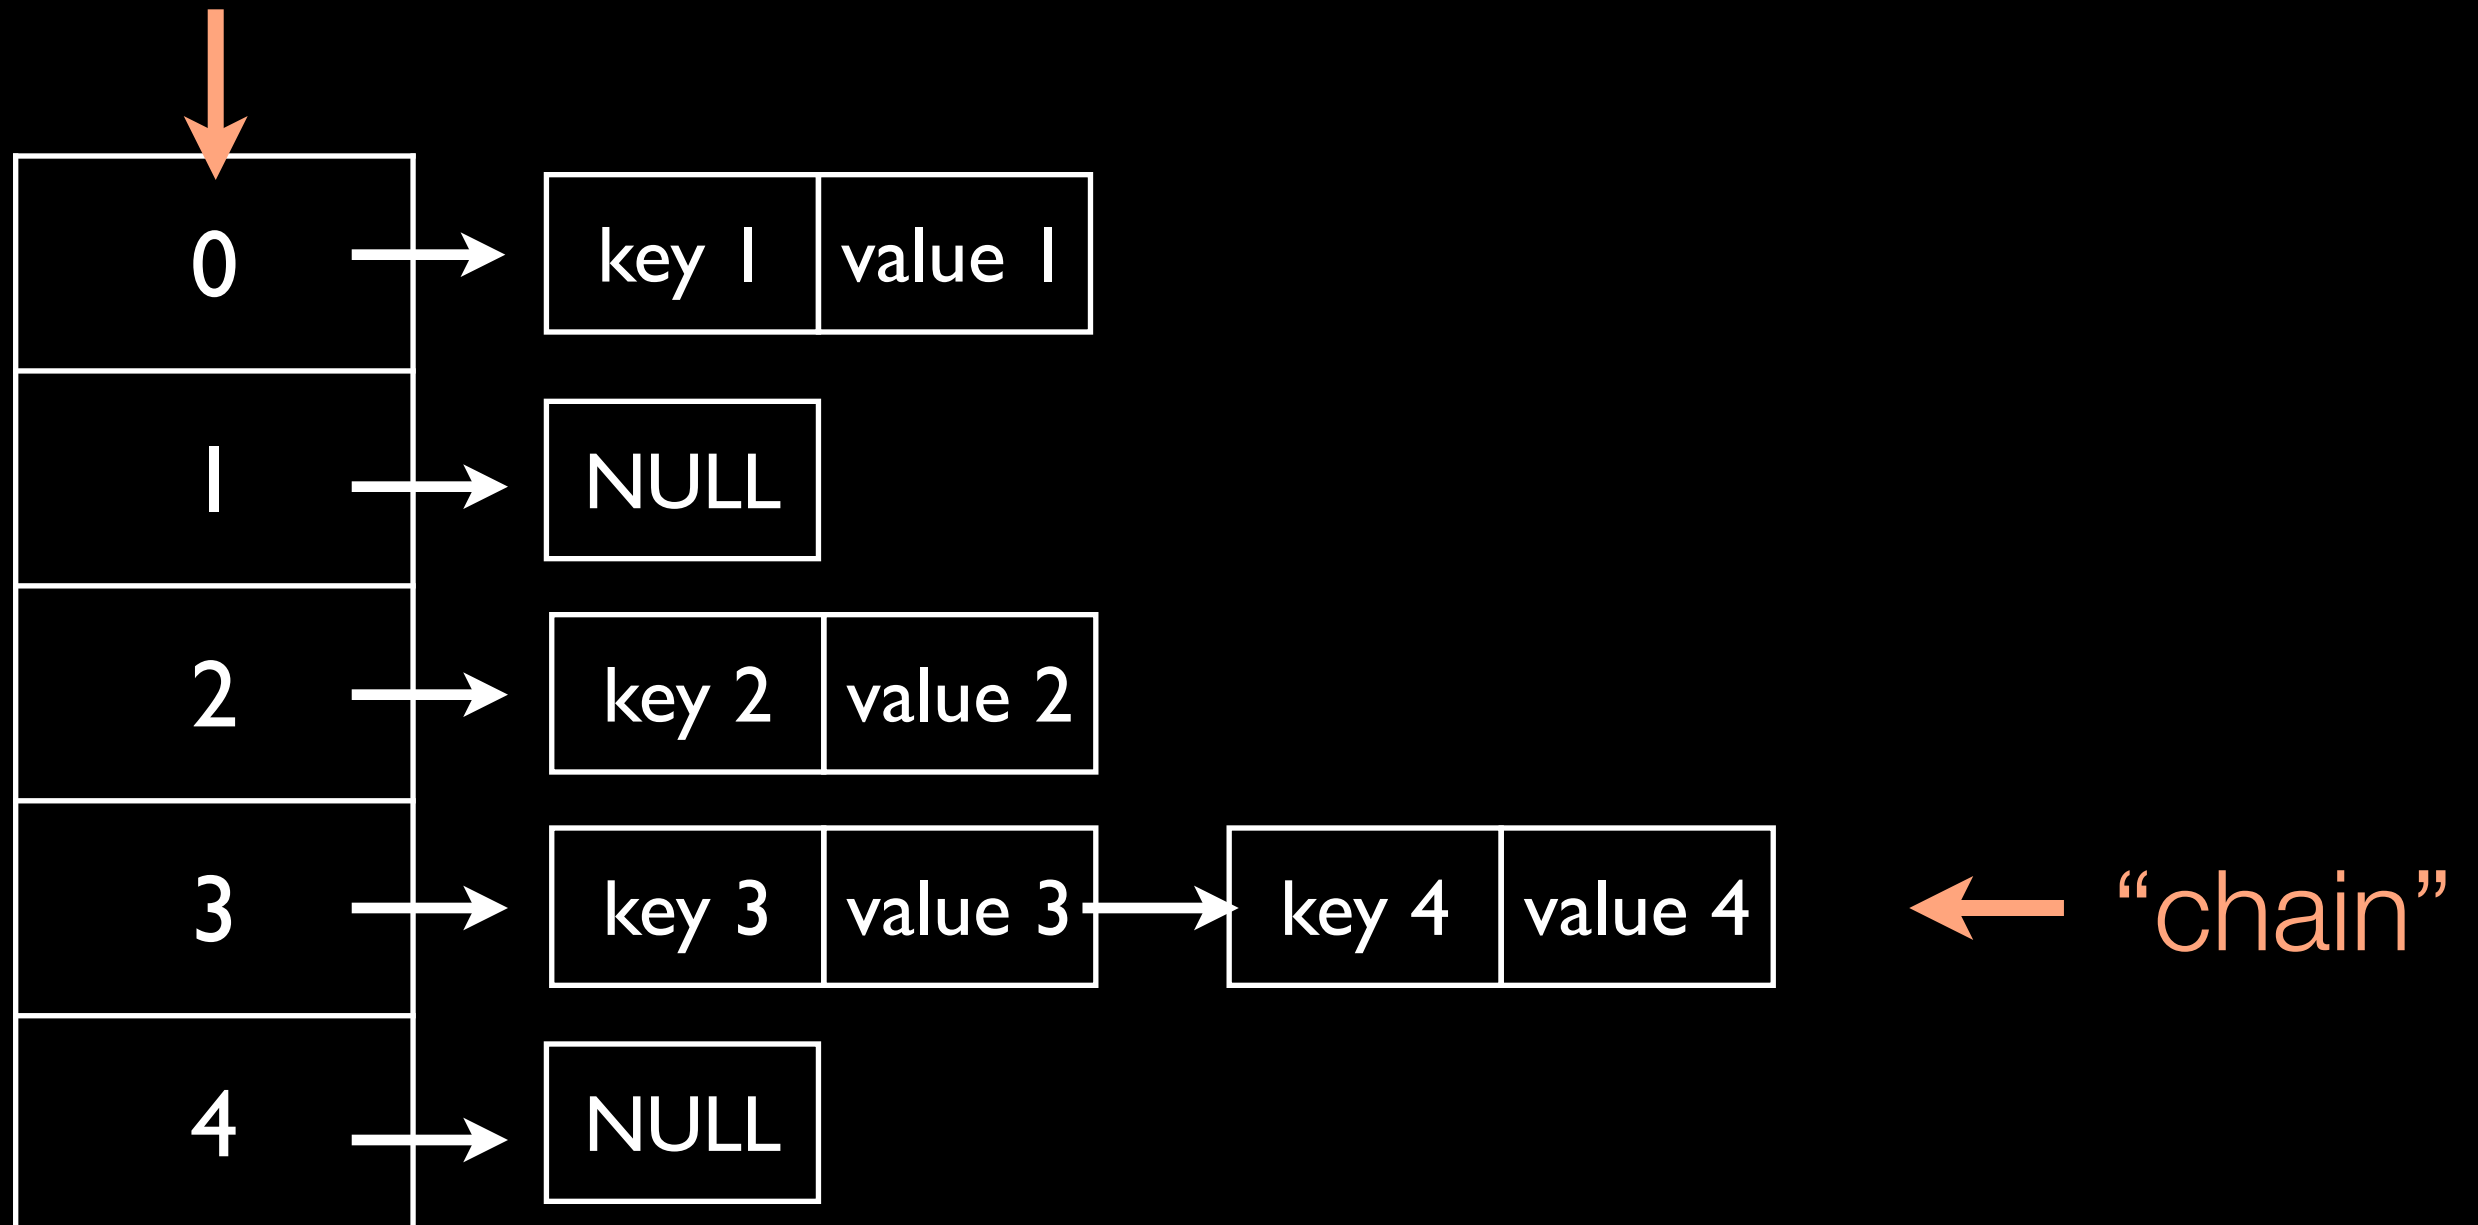 0 key 1 value 1
1 NULL
2 key 2 value 2
3 key 3 value 3 key 4 value 4 “chain”
4 NULL